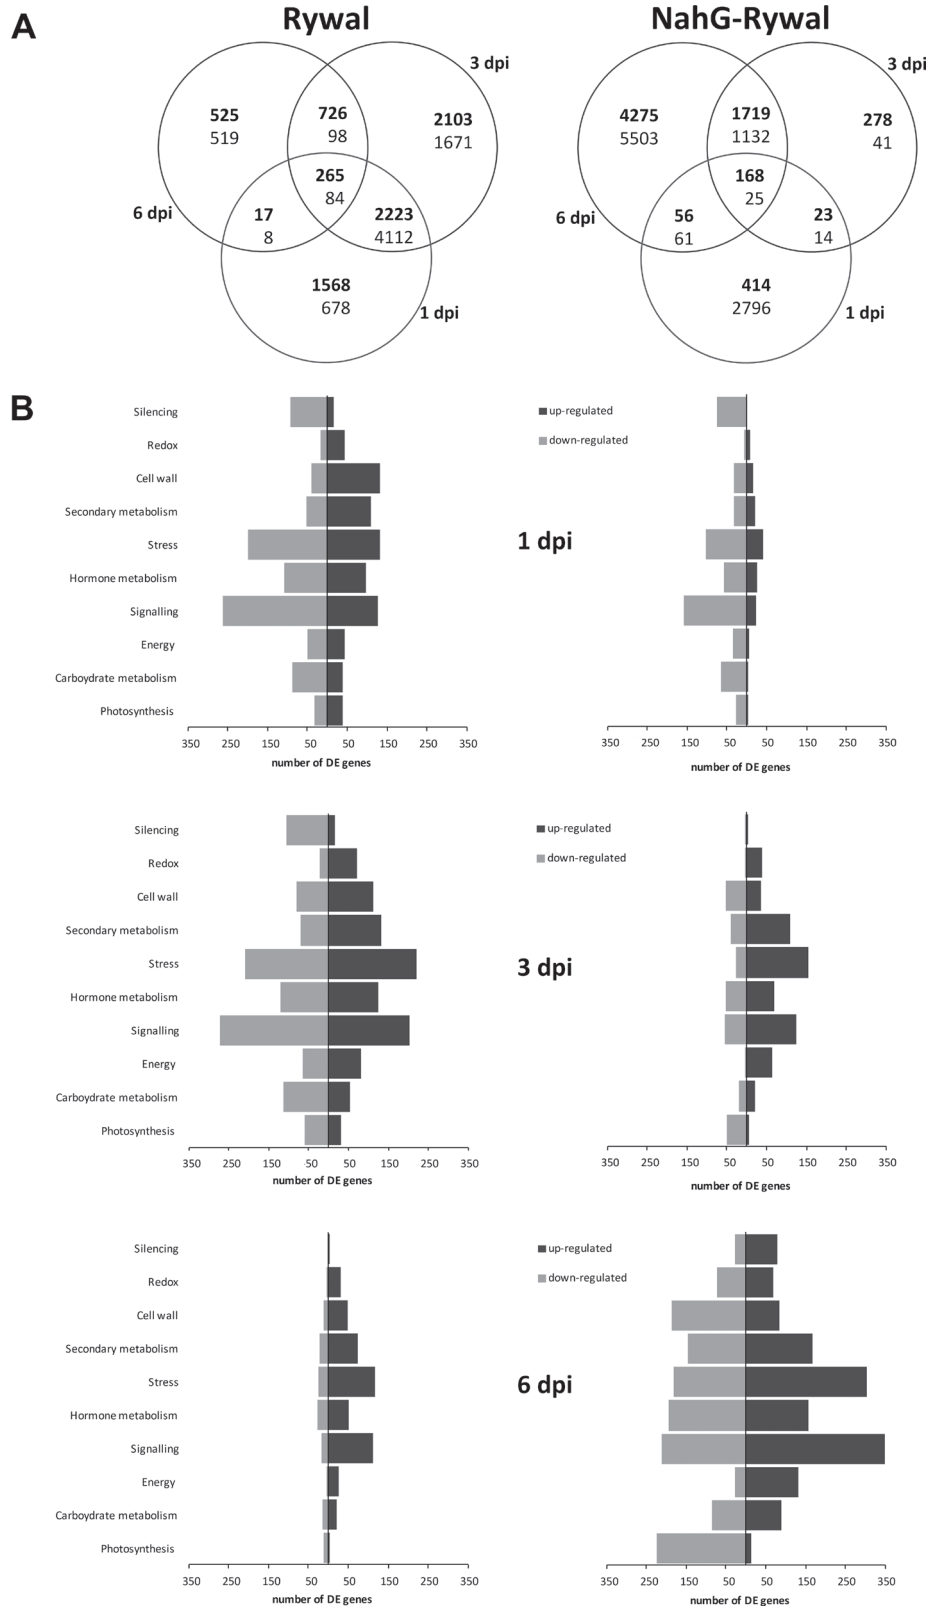 A
Rywal
NahG-Rywal
3 dpi
3 dpi
525
519
726
98
2103
1671
4275
5503
1719
1132
278
41
265
84
168
25
6 dpi
17
8
2223
4112
6 dpi
56
61
23
14
1568
678
1 dpi
414
2796
1 dpi
B
Silencing
Redox
Cell wall
Secondary metabolism
Stress
Hormone metabolism
Signalling
Energy
Carboydrate metabolism
Photosynthesis
350 250 150 50 50 150 250 350
number of DE genes
up-regulated
down-regulated
1 dpi
350 250 150 50 50 150 250 350
number of DE genes
Silencing
Redox
Cell wall
Secondary metabolism
Stress
Hormone metabolism
Signalling
Energy
Carboydrate metabolism
Photosynthesis
350 250 150 50 50 150 250 350
number of DE genes
up-regulated
down-regulated
3 dpi
350 250 150 50 50 150 250 350
number of DE genes
Silencing
Redox
Cell wall
Secondary metabolism
Stress
Hormone metabolism
Signalling
Energy
Carboydrate metabolism
Photosynthesis
350 250 150 50 50 150 250 350
number of DE genes
up-regulated
down-regulated
6 dpi
350 250 150 50 50 150 250 350
number of DE genes